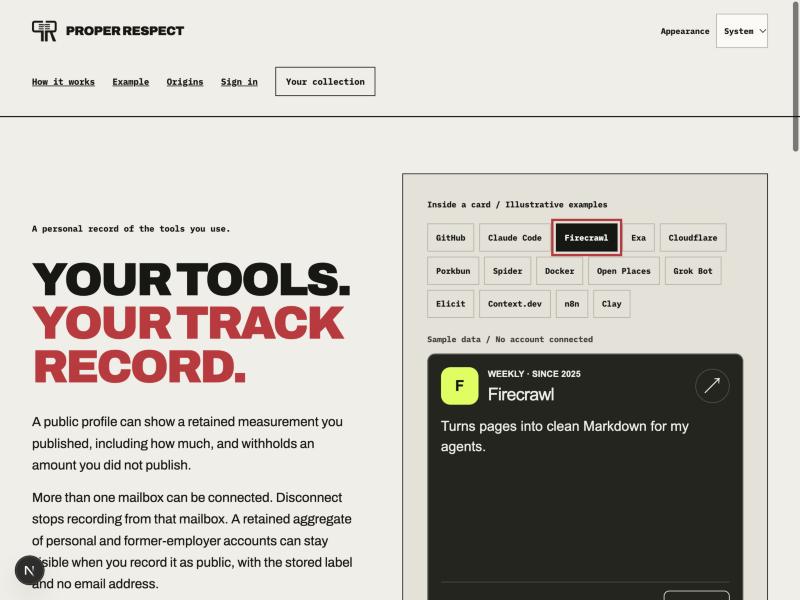 PROPER RESPECT
Appearance
System
How it works
Example
Origins
Sign in
Your collection
A personal record of the tools you use.
YOUR TOOLS.
YOUR TRACK
RECORD.
A public profile can show a retained measurement you
published, including how much, and withholds an
amount you did not publish.
More than one mailbox can be connected. Disconnect
stops recording from that mailbox. A retained aggregate
of personal and former-employer accounts can stay
visible when you record it as public, with the stored label
and no email address.
N
Inside a card / Illustrative examples
GitHub
Claude Code
Firecrawl
Exa
Cloudflare
Porkbun
Spider
Docker
Open Places
Grok Bot
Elicit
Context.dev
n8n
Clay
Sample data / No account connected
F
WEEKLY · SINCE 2025
Firecrawl
Turns pages into clean Markdown for my
agents.